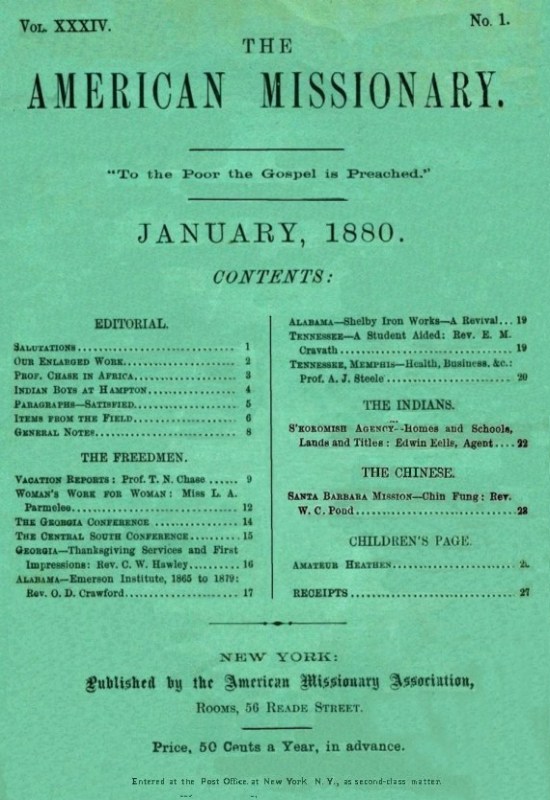 VOL. XXXIV.
No. 1.
THE
AMERICAN MISSIONARY.
“To the Poor the Gospel is Preached.”
JANUARY, 1880.
CONTENTS:
EDITORIAL.
SALUTATIONS 1
OUR ENLARGED WORK 2
PROF. CHASE IN AFRICA 3
INDIAN BOYS AT HAMPTON 4
PARAGRAPHS—SATISFIED 5
ITEMS FROM THE FIELD 6
GENERAL NOTES 8
THE FREEDMEN.
VACATION REPORTS: Prof. T. N. Chase 9
WOMAN'S WORK FOR WOMAN: Miss L. A.
Parmelee 12
THE GEORGIA CONFERENCE 14
THE CENTRAL SOUTH CONFERENCE 15
GEORGIA—Thanksgiving Services and First
Impressions: Rev. C. W. Hawley 16
ALABAMA—Emerson Institute, 1865 to 1879:
Rev. O. D. Crawford 17
ALABAMA—Shelby Iron Works—A Revival 19
TENNESSEE—A Student Aided: Rev. E. M.
Cravath 19
TENNESSEE, MEMPHIS—Health, Business, &c.:
Prof. A. J. Steele 20
THE INDIANS.
S'KOKOMISH AGENCY—Homes and Schools,
Lands and Titles: Edwin Eells, Agent 22
THE CHINESE.
SANTA BARBARA MISSION—Chin Fung: Rev.
W. C. Pond 23
CHILDREN'S PAGE.
AMATEUR HEATHEN
RECEIPTS 27
NEW YORK:
Published by the American Missionary Association,
ROOMS, 56 READE STREET.
Price, 50 Cents a Year, in advance.
Entered at the Post Office at New York, N. Y., as second-class matter.